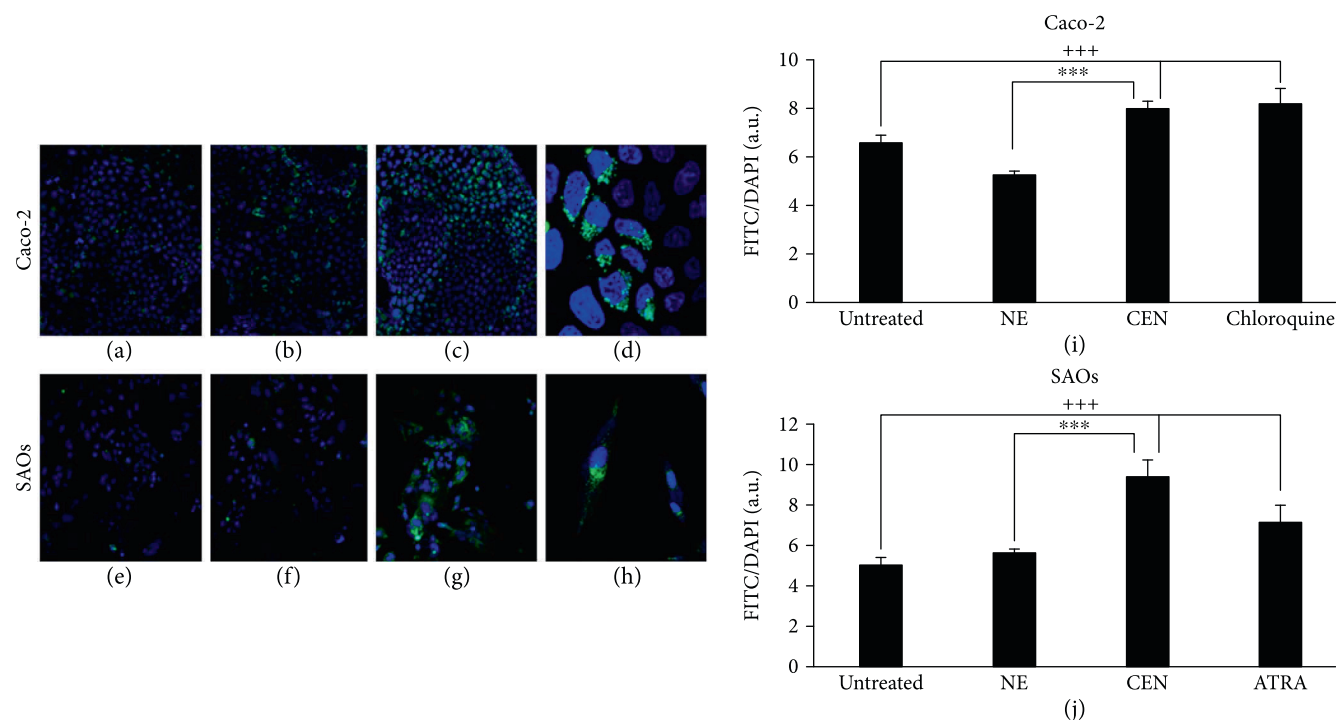 Caco-2
(a) (b) (c) (d)
SAOs
(e) (f) (g) (h)
Caco-2
+++
***
FITC/DAPI (a.u.)
10
8
6
4
2
0
Untreated NE CEN Chloroquine
(i)
SAOs
+++
***
FITC/DAPI (a.u.)
12
10
8
6
4
2
0
Untreated NE CEN ATRA
(j)